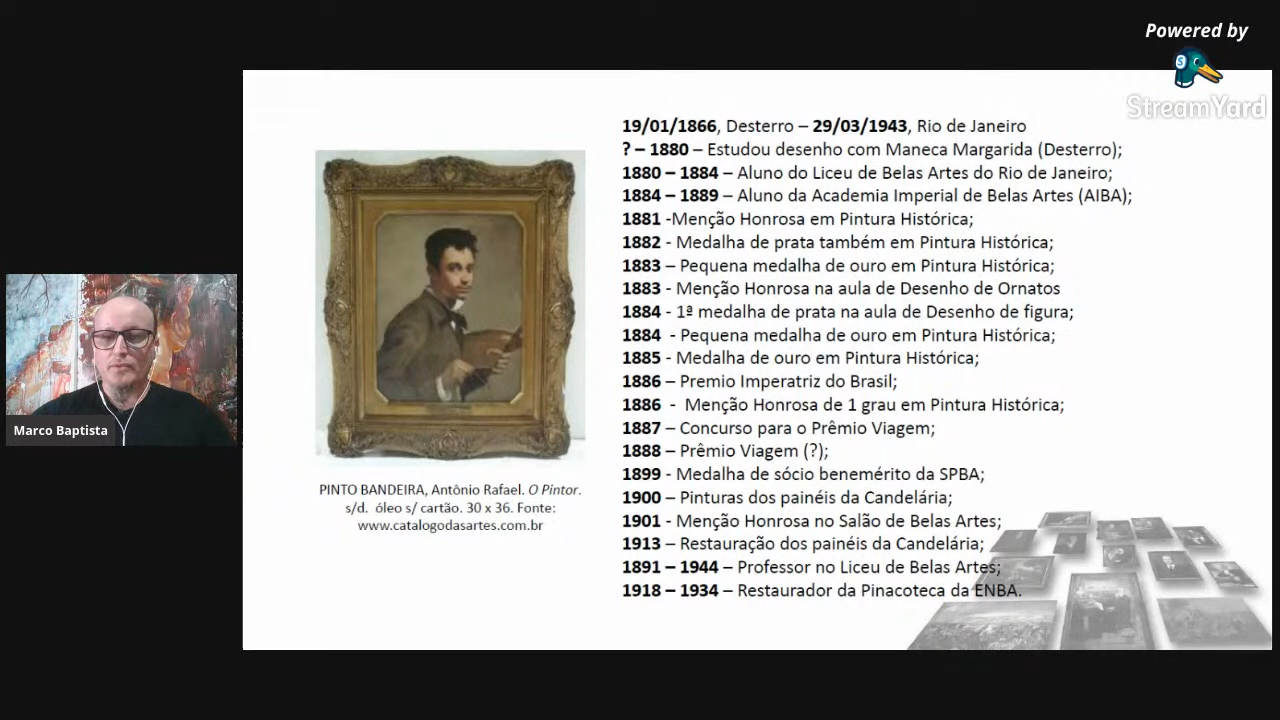 Powered by
StreamYard
19/01/1866, Desterro – 29/03/1943, Rio de Janeiro
? – 1880 – Estudou desenho com Maneca Margarida (Desterro);
1880 – 1884 – Aluno do Liceu de Belas Artes do Rio de Janeiro;
1884 – 1889 – Aluno da Academia Imperial de Belas Artes (AIBA);
1881 -Menção Honrosa em Pintura Histórica;
1882 - Medalha de prata também em Pintura Histórica;
1883 – Pequena medalha de ouro em Pintura Histórica;
1883 - Menção Honrosa na aula de Desenho de Ornatos
1884 - 1ª medalha de prata na aula de Desenho de figura;
1884 - Pequena medalha de ouro em Pintura Histórica;
1885 - Medalha de ouro em Pintura Histórica;
1886 – Premio Imperatriz do Brasil;
1886 - Menção Honrosa de 1 grau em Pintura Histórica;
1887 – Concurso para o Prêmio Viagem;
1888 – Prêmio Viagem (?);
1899 - Medalha de sócio benemérito da SPBA;
1900 – Pinturas dos painéis da Candelária;
1901 - Menção Honrosa no Salão de Belas Artes;
1913 – Restauração dos painéis da Candelária;
1891 – 1944 – Professor no Liceu de Belas Artes;
1918 – 1934 – Restaurador da Pinacoteca da ENBA.
PINTO BANDEIRA, Antônio Rafael. O Pintor.
s/d. óleo s/ cartão. 30 x 36. Fonte:
www.catalogodasartes.com.br
Marco Baptista